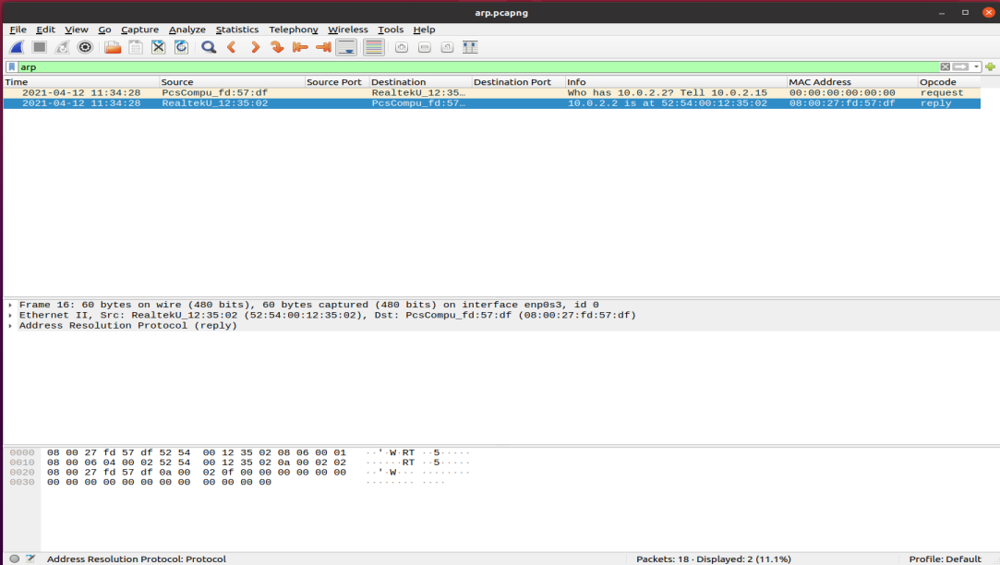 arp.pcapng
File Edit View Go Capture Analyze Statistics Telephony Wireless Tools Help
arp
Time Source Source Port Destination Destination Port Info MAC Address Opcode
2021-04-12 11:34:28 PcsCompu_fd:57:df RealtekU_12:35… Who has 10.0.2.2? Tell 10.0.2.15 00:00:00:00:00:00 request
2021-04-12 11:34:28 RealtekU_12:35:02 PcsCompu_fd:57… 10.0.2.2 is at 52:54:00:12:35:02 08:00:27:fd:57:df reply
Frame 16: 60 bytes on wire (480 bits), 60 bytes captured (480 bits) on interface enp0s3, id 0
Ethernet II, Src: RealtekU_12:35:02 (52:54:00:12:35:02), Dst: PcsCompu_fd:57:df (08:00:27:fd:57:df)
Address Resolution Protocol (reply)
0000 08 00 27 fd 57 df 52 54 00 12 35 02 08 06 00 01 ··'·W·RT ··5·····
0010 08 00 06 04 00 02 52 54 00 12 35 02 0a 00 02 02 ······RT ··5·····
0020 08 00 27 fd 57 df 0a 00 02 0f 00 00 00 00 00 00 ··'·W··· ········
0030 00 00 00 00 00 00 00 00 00 00 00 00 ········ ····
Address Resolution Protocol: Protocol Packets: 18 · Displayed: 2 (11.1%) Profile: Default